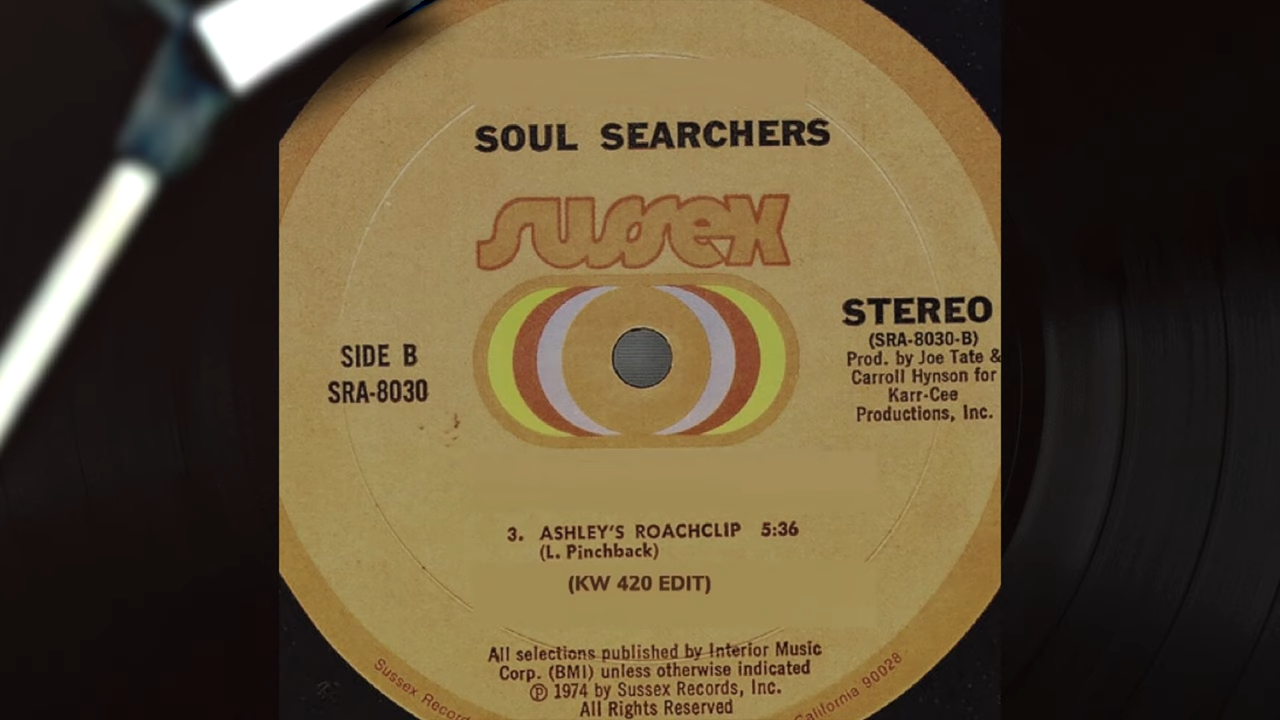 SOUL SEARCHERS
sussex
SIDE B
SRA-8030
STEREO
(SRA-8030-B)
Prod. by Joe Tate &
Carroll Hynson for
Karr-Cee
Productions, Inc.
3. ASHLEY'S ROACHCLIP 5:36
(L. Pinchback)
(KW 420 EDIT)
All selections published by Interior Music
Corp. (BMI) unless otherwise indicated
℗ 1974 by Sussex Records, Inc.
All Rights Reserved
Sussex Records
California 90028